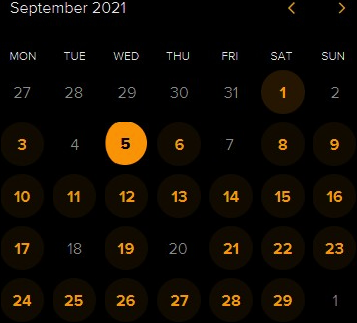 September 2021 < >
MON TUE WED THU FRI SAT SUN
27 28 29 30 31 1 2
3 4 5 6 7 8 9
10 11 12 13 14 15 16
17 18 19 20 21 22 23
24 25 26 27 28 29 1